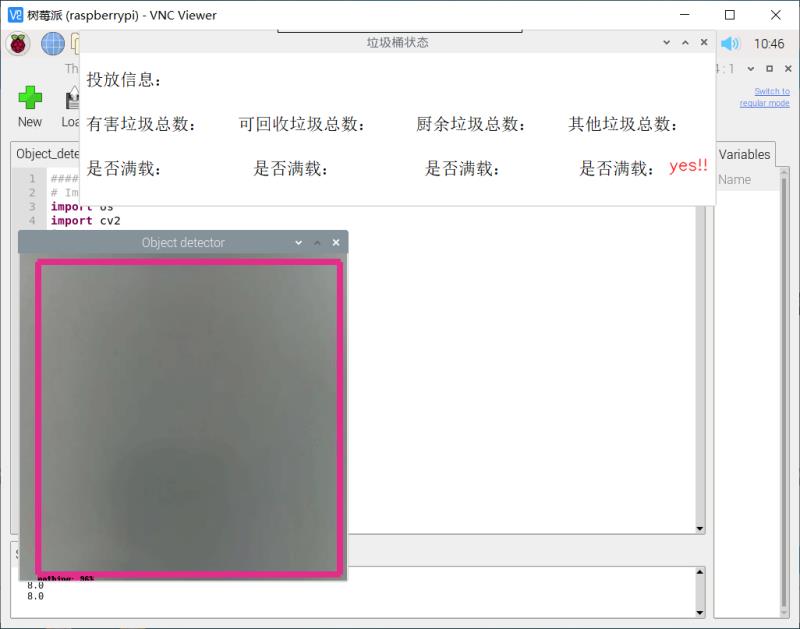 树莓派 (raspberrypi) - VNC Viewer
垃圾桶状态
10:46
Th
4 : 1
投放信息：
有害垃圾总数： 可回收垃圾总数： 厨余垃圾总数： 其他垃圾总数：
是否满载： 是否满载： 是否满载： 是否满载： yes!!
Switch to
regular mode
New
Loa
Object_dete
Variables
Name
1 ####
2 # Im
3 import os
4 import cv2
Object detector
nothing: 96%
8.0
8.0